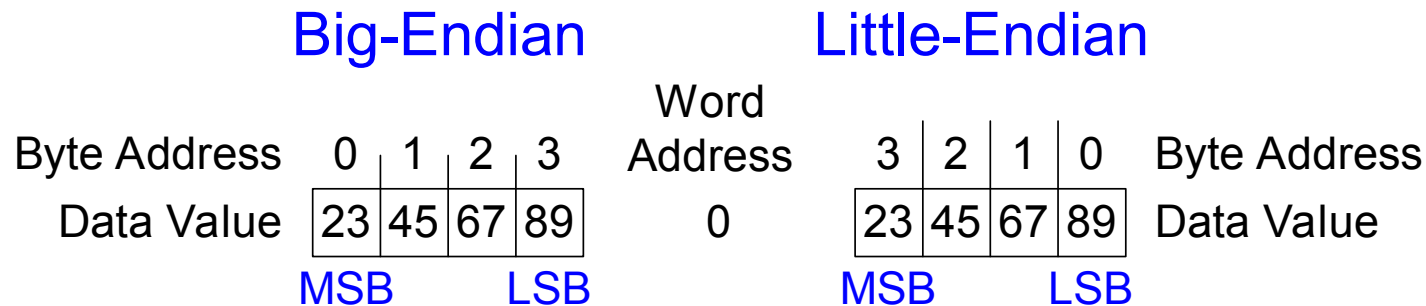 Big-Endian Little-Endian
Word
Byte Address 0 1 2 3 Address 3 2 1 0 Byte Address
Data Value 23 45 67 89 0 23 45 67 89 Data Value
MSB LSB MSB LSB